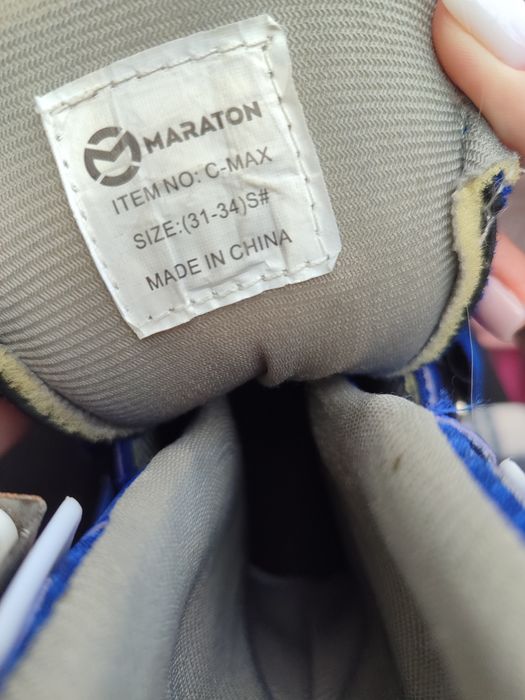 MARATON
ITEM NO: C-MAX
SIZE:(31-34)S#
MADE IN CHINA